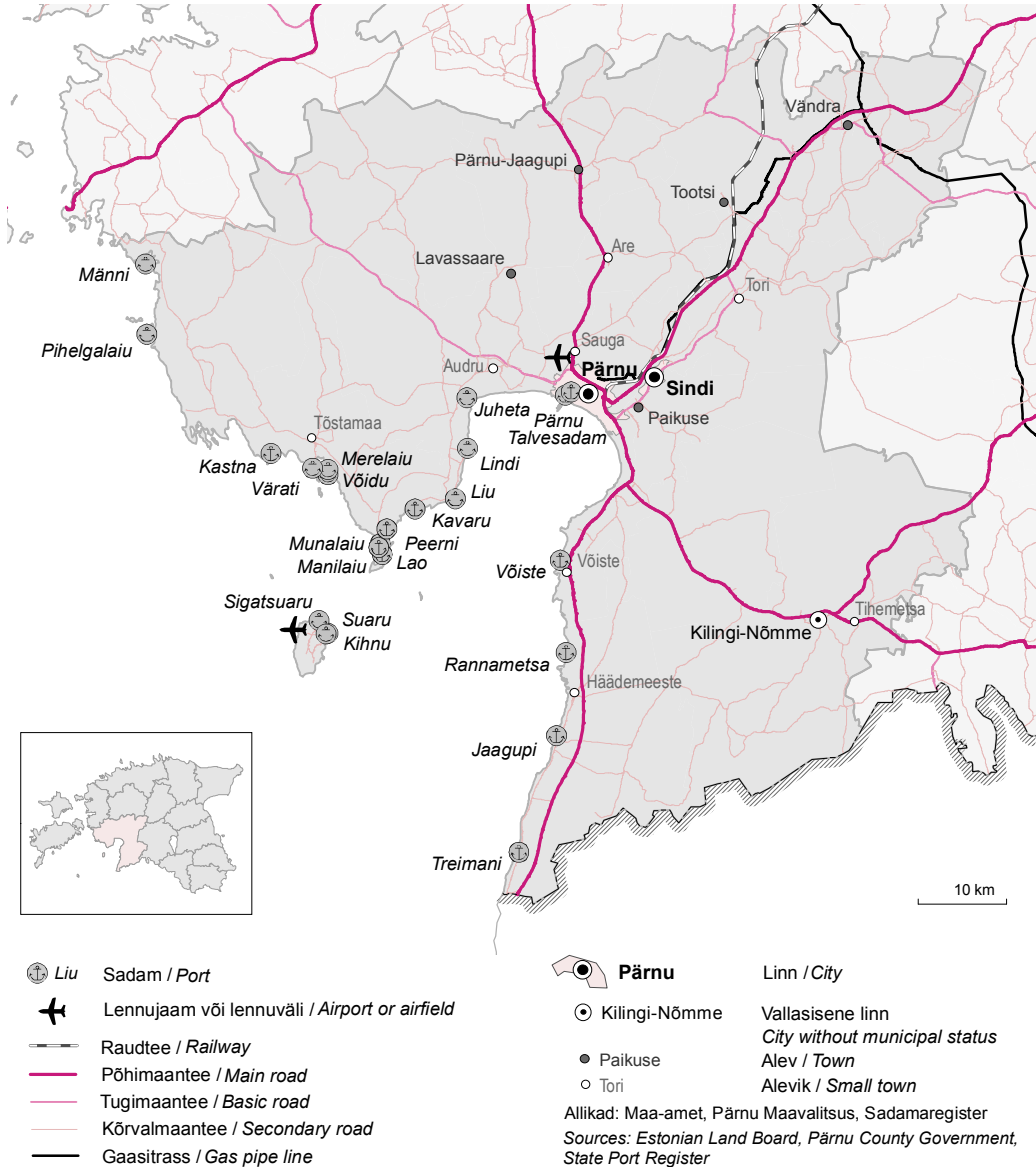 Vändra
Pärnu-Jaagupi
Tootsi
Are
Lavassaare
Männi
Tori
Pihelgalaiu
Sauga
Pärnu
Audru
Sindi
Juheta
Pärnu
Paikuse
Talvesadam
Tõstamaa
Lindi
Kastna
Merelaiu
Värati
Võidu
Liu
Kavaru
Munalaiu
Peerni
Manilaiu
Lao
Võiste
Võiste
Sigatsuaru
Suaru
Kihnu
Tihemetsa
Kilingi-Nõmme
Rannametsa
Häädemeeste
Jaagupi
Treimani
10 km
Liu Sadam / Port
Lennujaam või lennuväli / Airport or airfield
Raudtee / Railway
Põhimaantee / Main road
Tugimaantee / Basic road
Kõrvalmaantee / Secondary road
Gaasitrass / Gas pipe line
Pärnu Linn / City
Kilingi-Nõmme Vallasisene linn
City without municipal status
Paikuse Alev / Town
Tori Alevik / Small town
Allikad: Maa-amet, Pärnu Maavalitsus, Sadamaregister
Sources: Estonian Land Board, Pärnu County Government,
State Port Register